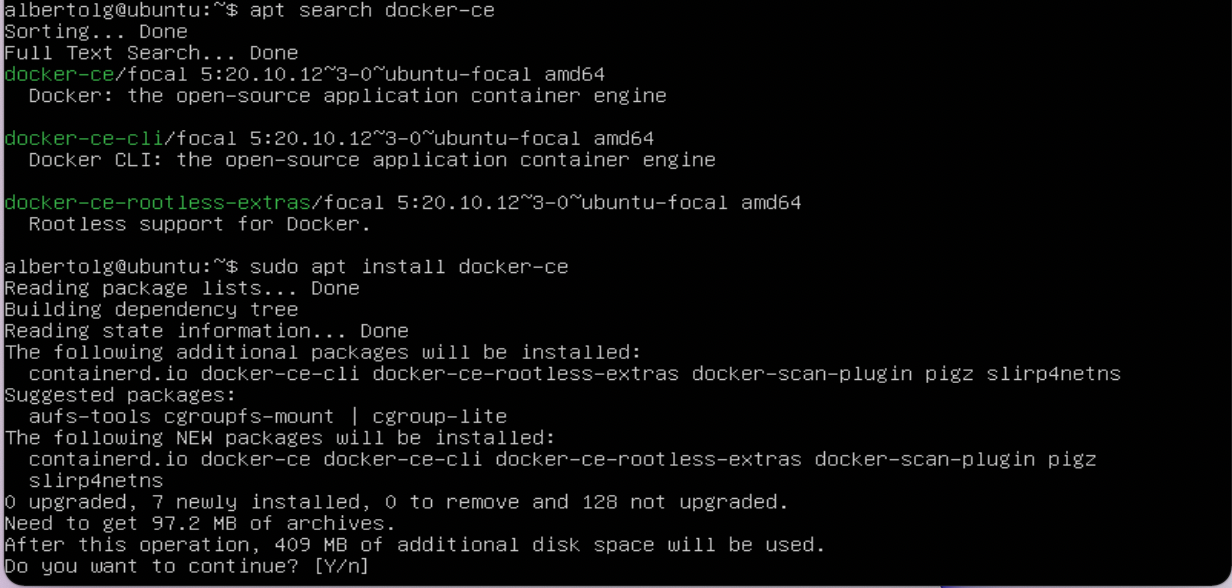 albertolg@ubuntu:~$ apt search docker-ce
Sorting... Done
Full Text Search... Done
docker-ce/focal 5:20.10.12~3-0~ubuntu-focal amd64
  Docker: the open-source application container engine

docker-ce-cli/focal 5:20.10.12~3-0~ubuntu-focal amd64
  Docker CLI: the open-source application container engine

docker-ce-rootless-extras/focal 5:20.10.12~3-0~ubuntu-focal amd64
  Rootless support for Docker.

albertolg@ubuntu:~$ sudo apt install docker-ce
Reading package lists... Done
Building dependency tree
Reading state information... Done
The following additional packages will be installed:
  containerd.io docker-ce-cli docker-ce-rootless-extras docker-scan-plugin pigz slirp4netns
Suggested packages:
  aufs-tools cgroupfs-mount | cgroup-lite
The following NEW packages will be installed:
  containerd.io docker-ce docker-ce-cli docker-ce-rootless-extras docker-scan-plugin pigz
  slirp4netns
0 upgraded, 7 newly installed, 0 to remove and 128 not upgraded.
Need to get 97.2 MB of archives.
After this operation, 409 MB of additional disk space will be used.
Do you want to continue? [Y/n]